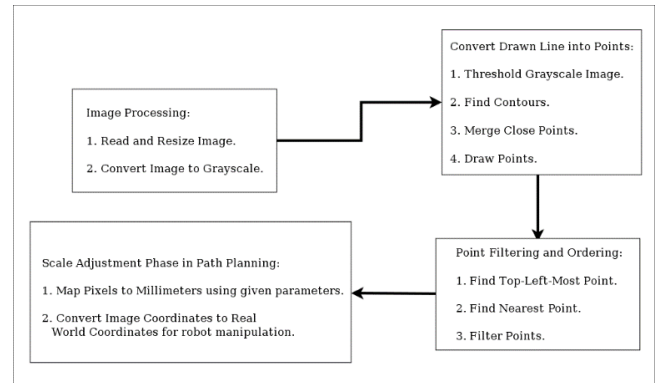 Image Processing:
1. Read and Resize Image.
2. Convert Image to Grayscale.
Convert Drawn Line into Points:
1. Threshold Grayscale Image.
2. Find Contours.
3. Merge Close Points.
4. Draw Points.
Point Filtering and Ordering:
1. Find Top-Left-Most Point.
2. Find Nearest Point.
3. Filter Points.
Scale Adjustment Phase in Path Planning:
1. Map Pixels to Millimeters using given parameters.
2. Convert Image Coordinates to Real
World Coordinates for robot manipulation.